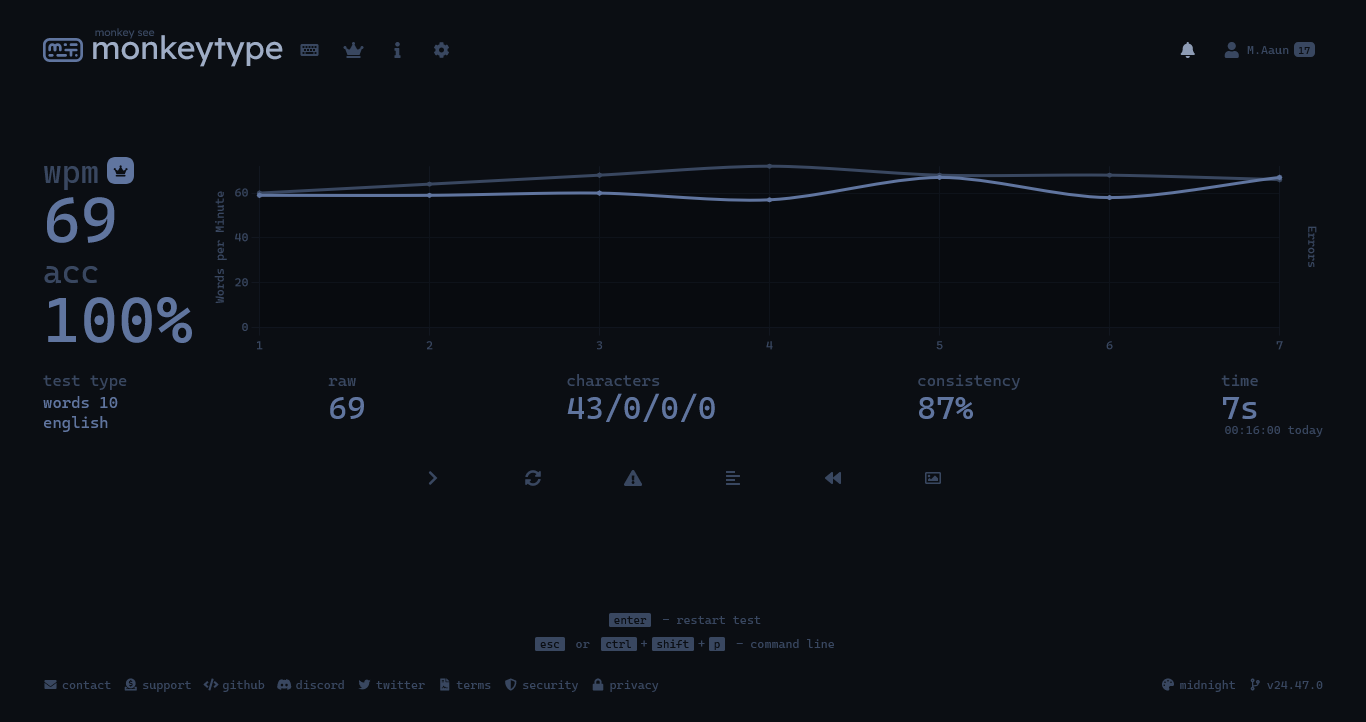 monkey see
monkeytype
M.Aaun 17
wpm
69
acc
100%
Words per Minute
60
40
20
0
1 2 3 4 5 6 7
Errors
test type
words 10
english
raw
69
characters
43/0/0/0
consistency
87%
time
7s
00:16:00 today
enter - restart test
esc or ctrl + shift + p - command line
contact support github discord twitter terms security privacy
midnight v24.47.0